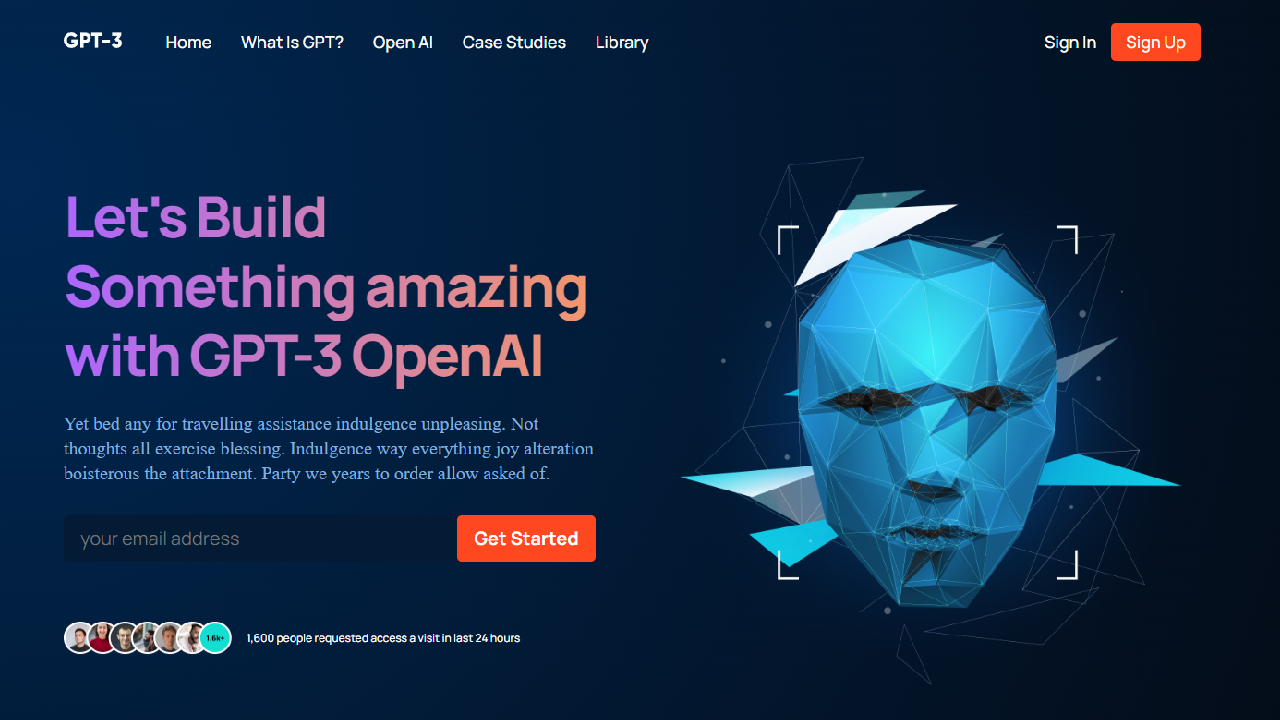 GPT-3
Home
What Is GPT?
Open AI
Case Studies
Library
Sign In
Sign Up
Let's Build
Something amazing
with GPT-3 OpenAI
Yet bed any for travelling assistance indulgence unpleasing. Not
thoughts all exercise blessing. Indulgence way everything joy alteration
boisterous the attachment. Party we years to order allow asked of.
your email address
Get Started
1.6k+
1,600 people requested access a visit in last 24 hours